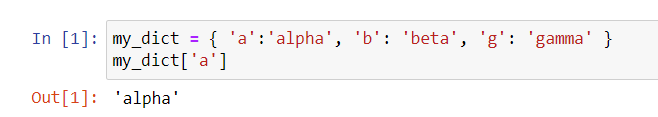 In [1]: my_dict = { 'a':'alpha', 'b': 'beta', 'g': 'gamma' }
my_dict['a']
Out[1]: 'alpha'